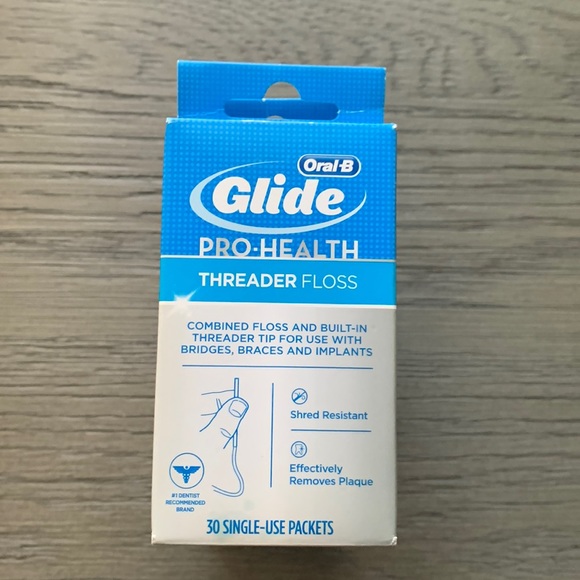 Oral-B
Glide
PRO-HEALTH
THREADER FLOSS
COMBINED FLOSS AND BUILT-IN
THREADER TIP FOR USE WITH
BRIDGES, BRACES AND IMPLANTS
Shred Resistant
Effectively
Removes Plaque
#1 DENTIST
RECOMMENDED
BRAND
30 SINGLE-USE PACKETS